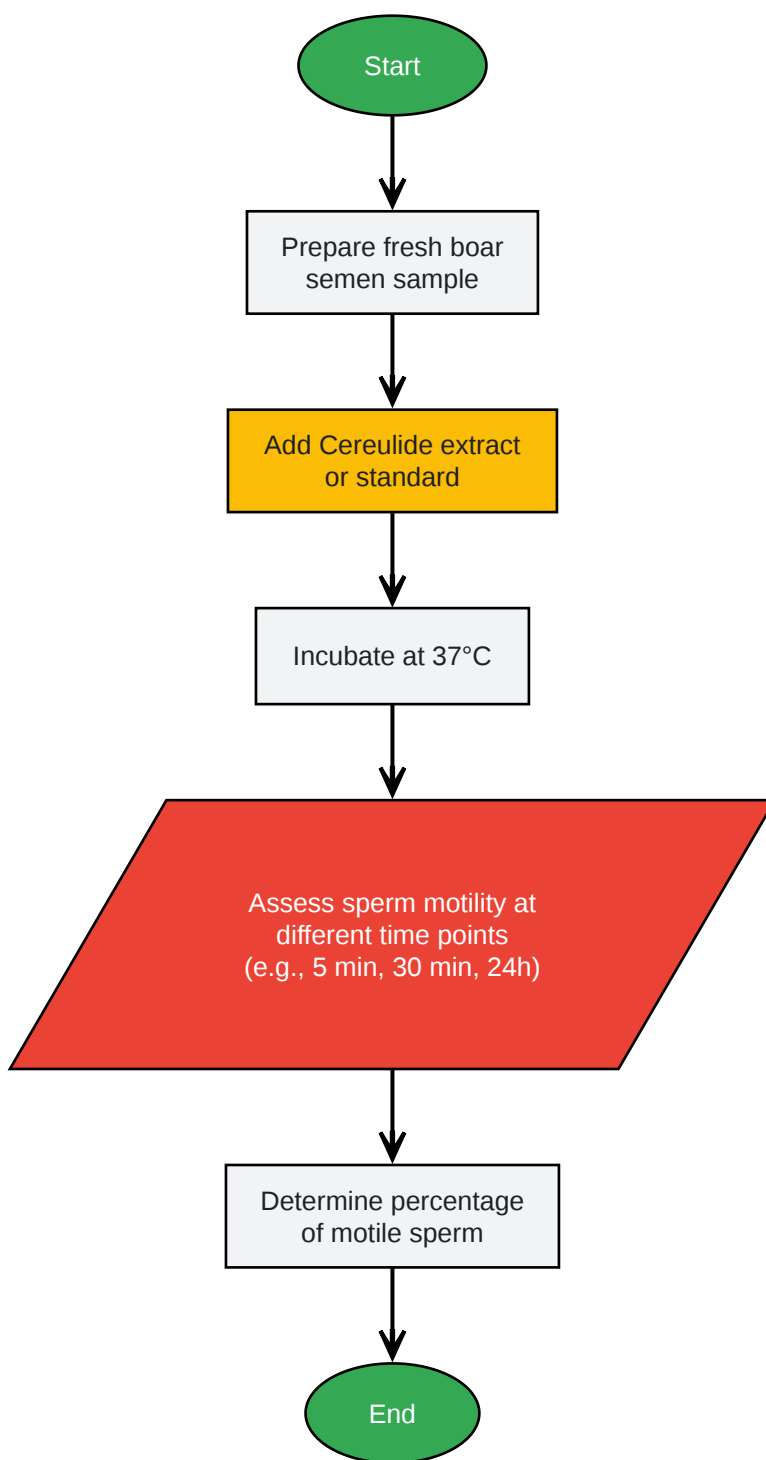 Start
Prepare fresh boar
semen sample
Add Cereulide extract
or standard
Incubate at 37°C
Assess sperm motility at
different time points
(e.g., 5 min, 30 min, 24h)
Determine percentage
of motile sperm
End